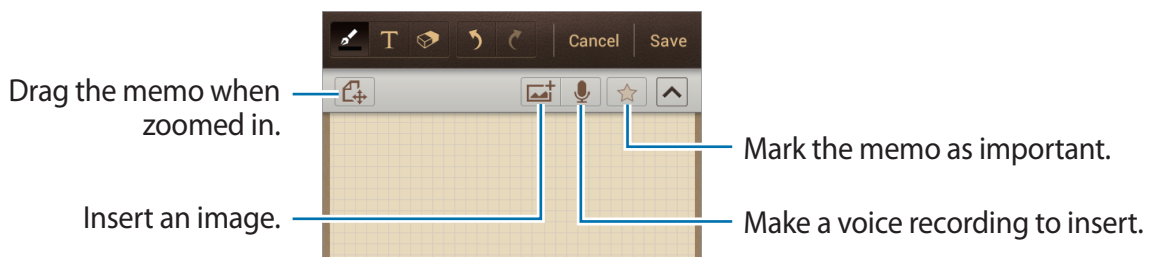 T
Cancel
Save
Drag the memo when
zoomed in.
Mark the memo as important.
Insert an image.
Make a voice recording to insert.